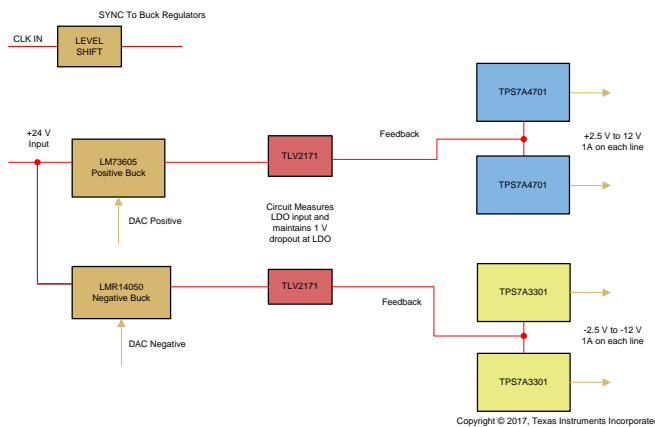 SYNC To Buck Regulators
CLK IN
LEVEL
SHIFT
+24 V
Input
LM73605
Positive Buck
DAC Positive
TLV2171
Feedback
TPS7A4701
+2.5 V to 12 V
1A on each line
TPS7A4701
Circuit Measures
LDO input and
maintains 1 V
dropout at LDO
LMR14050
Negative Buck
DAC Negative
TLV2171
Feedback
TPS7A3301
-2.5 V to -12 V
1A on each line
TPS7A3301
Copyright © 2017, Texas Instruments Incorporate